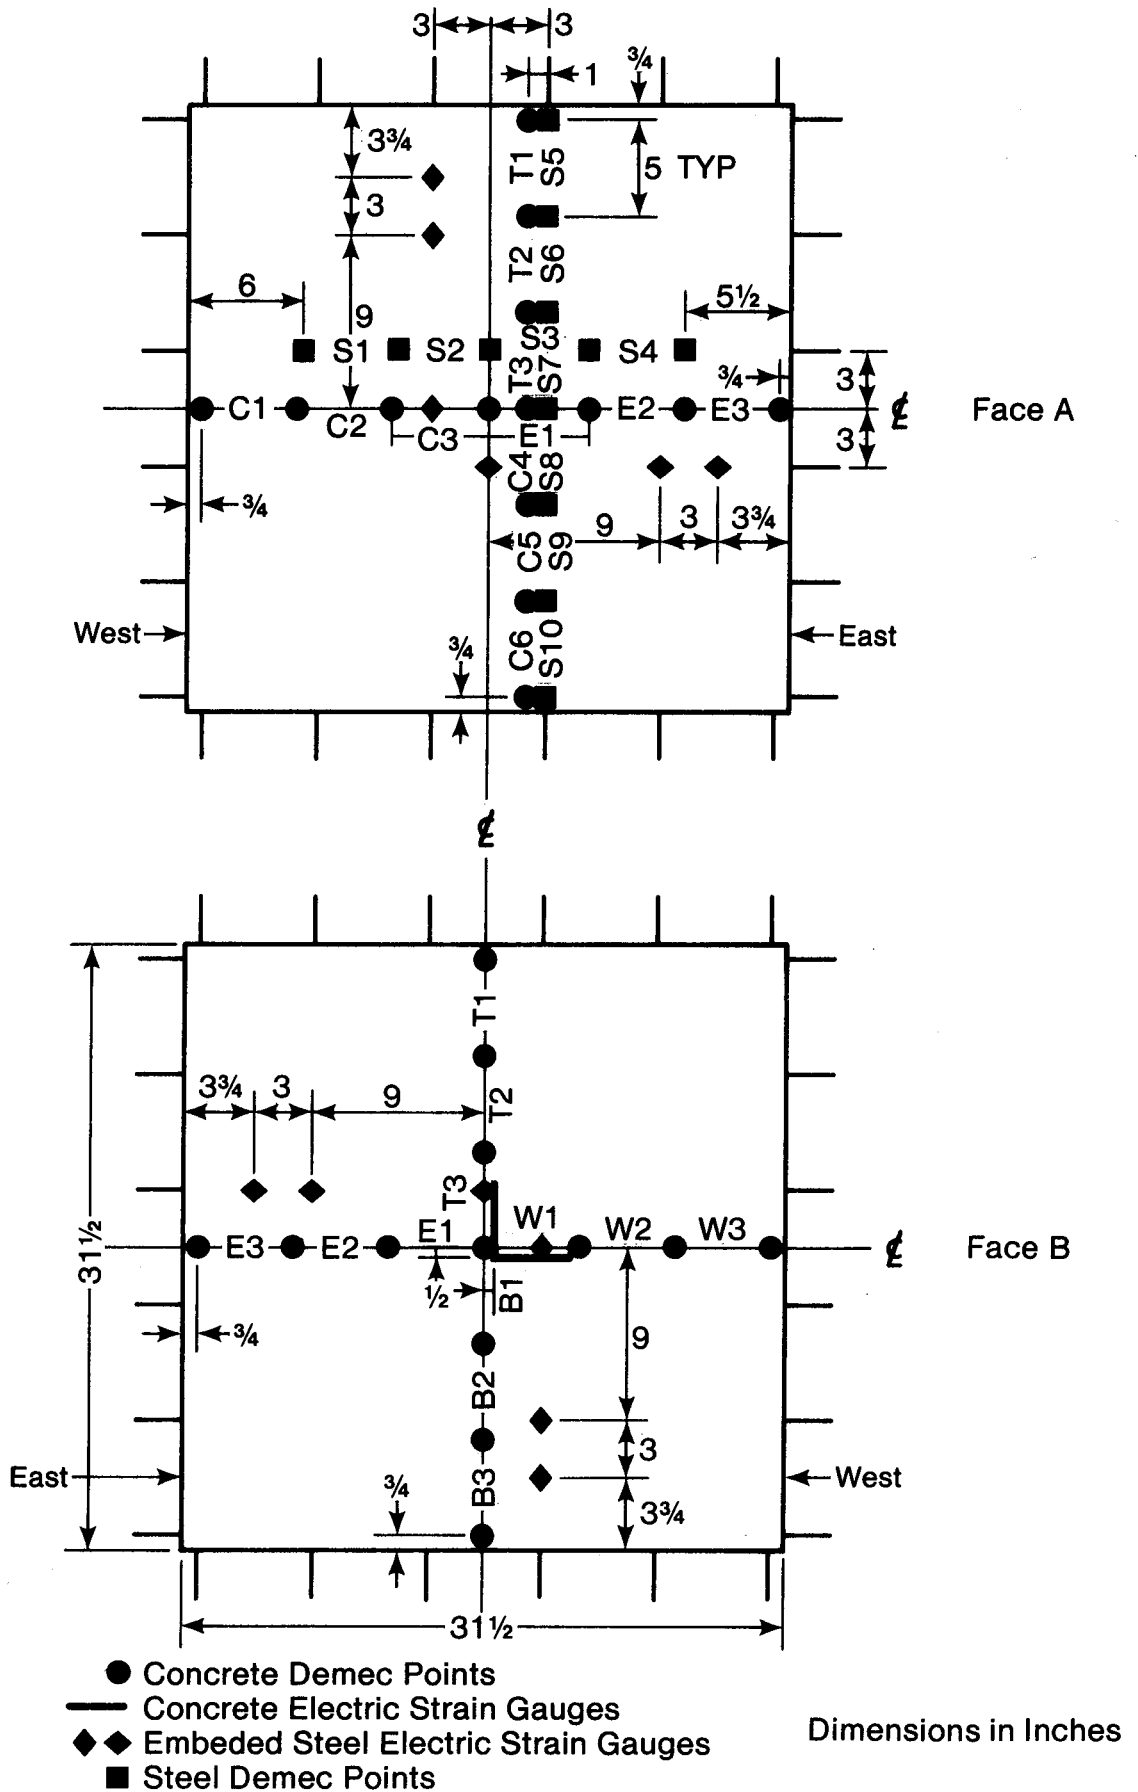 3 3
1
¾
3¾
T1 S5
5 TYP
3
T2 S6
6
9
5½
S1 S2 S3 S4
T3 S7
¾
3
C1 C2 C3 E1 E2 E3
℄
Face A
3
C4 S8
¾
C5 S9
9 3 3¾
West
East
¾
C6 S10
℄
T1
3¾ 3 9
T2
T3
31½
E3 E2 E1 W1 W2 W3
℄
Face B
½
B1
¾
9
B2
3
East
West
¾
B3
3¾
31½
Concrete Demec Points
Concrete Electric Strain Gauges
Embeded Steel Electric Strain Gauges
Steel Demec Points
Dimensions in Inches